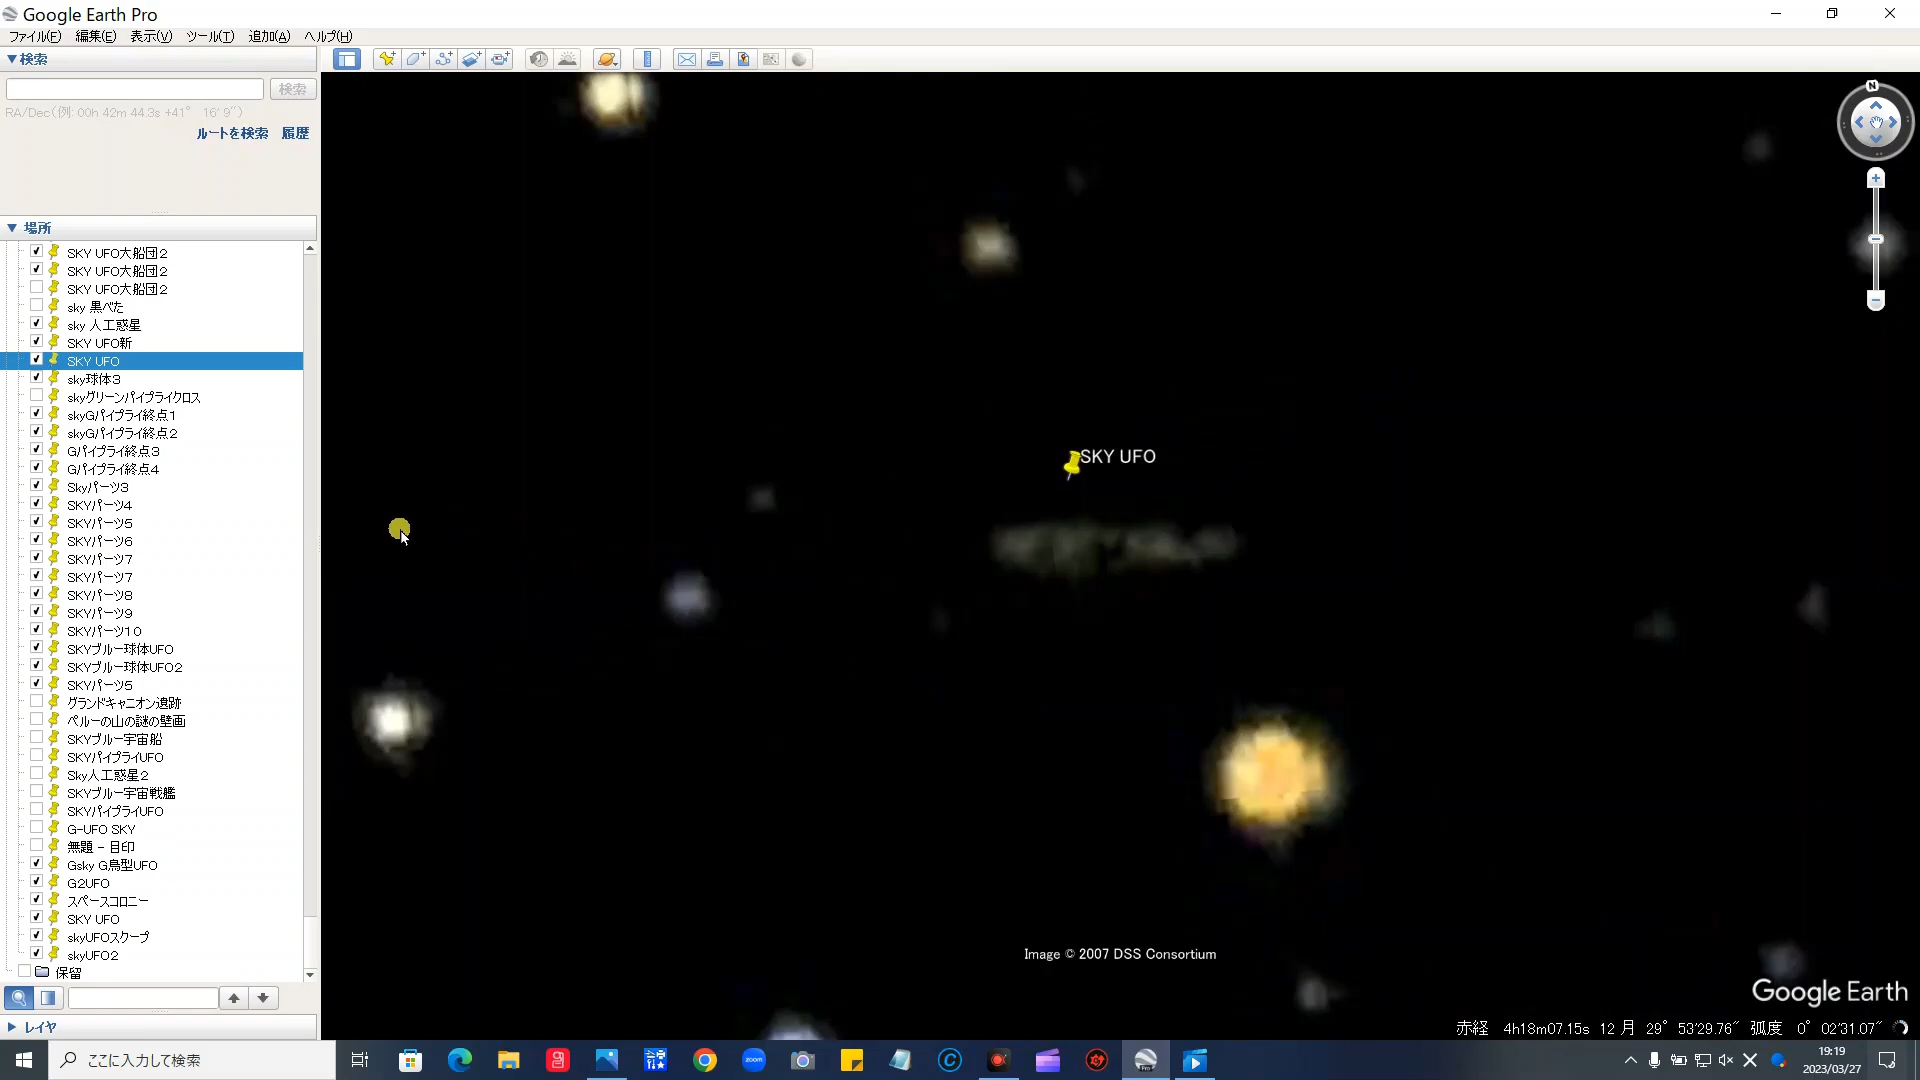 Google Earth Pro
ファイル(F) 編集(E) 表示(V) ツール(T) 追加(A) ヘルプ(H)
検索
検索
RA/Dec(例: 00h 42m 44.3s +41° 16' 9")
ルートを検索 履歴
場所
SKY UFO大船団2
SKY UFO大船団2
SKY UFO大船団2
sky 黒べた
sky 人工惑星
SKY UFO新
SKY UFO
sky球体3
skyグリーンパイプライクロス
skyGパイプライ終点1
skyGパイプライ終点2
Gパイプライ終点3
Gパイプライ終点4
Skyパーツ3
SKYパーツ4
SKYパーツ5
SKYパーツ6
SKYパーツ7
SKYパーツ7
SKYパーツ8
SKYパーツ9
SKYパーツ10
SKYブルー球体UFO
SKYブルー球体UFO2
SKYパーツ5
グランドキャニオン遺跡
ペルーの山の謎の壁画
SKYブルー宇宙船
SKYパイプライUFO
Sky人工惑星2
SKYブルー宇宙戦艦
SKYパイプライUFO
G-UFO SKY
無題 - 目印
Gsky G鳥型UFO
G2UFO
スペースコロニー
SKY UFO
skyUFOスクープ
skyUFO2
保留
レイヤ
N
SKY UFO
Image © 2007 DSS Consortium
Google Earth
赤経 4h18m07.15s 12月 29° 53'29.76" 弧度 0° 02'31.07"
ここに入力して検索
zoom
Pro
19:19
2023/03/27